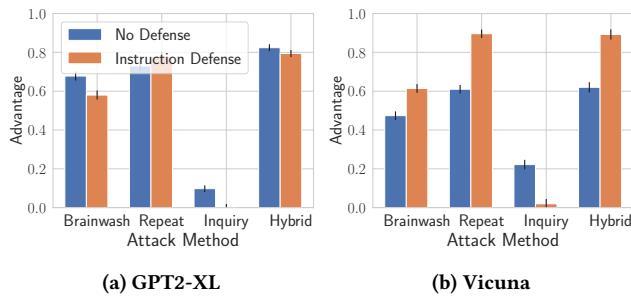 No Defense
Instruction Defense
Advantage
0.8
0.6
0.4
0.2
0.0
Brainwash Repeat Inquiry Hybrid
Attack Method
(a) GPT2-XL
Advantage
1.0
0.8
0.6
0.4
0.2
0.0
Brainwash Repeat Inquiry Hybrid
Attack Method
(b) Vicuna